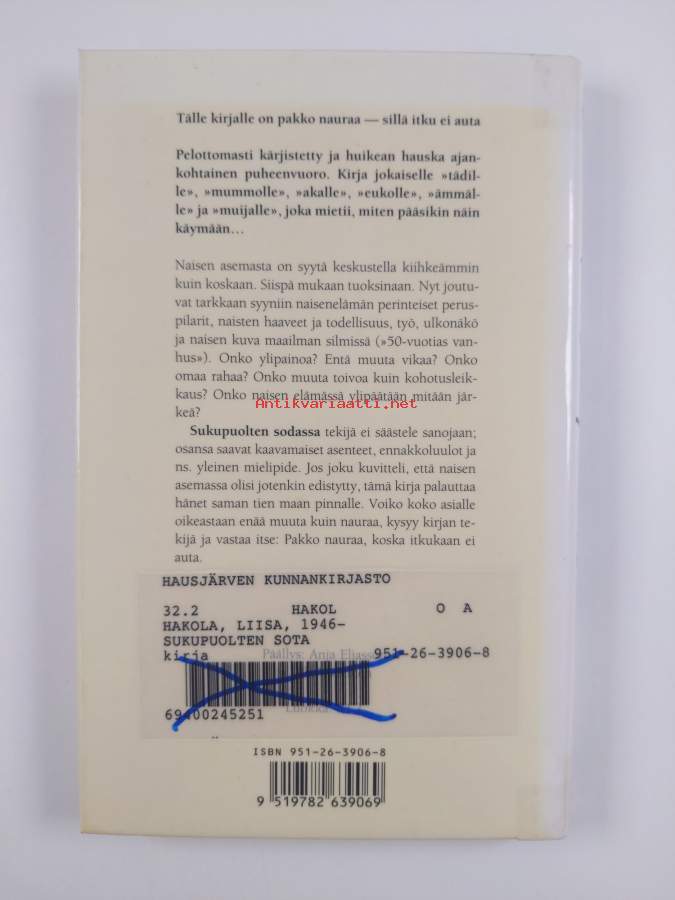 Tälle kirjalle on pakko nauraa — sillä itku ei auta
Pelottomasti kärjistetty ja huikean hauska ajan-
kohtainen puheenvuoro. Kirja jokaiselle »tädil-
le», »mummolle», »akalle», »eukolle», »ämmäl-
le» ja »muijalle», joka mietii, miten pääsikin näin
käymään…
Naisen asemasta on syytä keskustella kiihkeämmin
kuin koskaan. Siispä mukaan tuoksinaan. Nyt joutu-
vat tarkkaan syyniin naisenelämän perinteiset perus-
pilarit, naisten haaveet ja todellisuus, työ, ulkonäkö
ja naisen kuva maailman silmissä (»50-vuotias van-
hus»). Onko ylipainoa? Entä muuta vikaa? Onko
omaa rahaa? Onko muuta toivoa kuin kohotusleik-
kaus? Onko naisen elämässä ylipäätään mitään jär-
keä?
Antikvariaatti.net
Sukupuolten sodassa tekijä ei säästele sanojaan;
osansa saavat kaavamaiset asenteet, ennakkoluulot ja
ns. yleinen mielipide. Jos joku kuvitteli, että naisen
asemassa olisi jotenkin edistytty, tämä kirja palauttaa
hänet saman tien maan pinnalle. Voiko koko asialle
oikeastaan enää muuta kuin nauraa, kysyy kirjan te-
kijä ja vastaa itse: Pakko nauraa, koska itkukaan ei
auta.
HAUSJÄRVEN KUNNANKIRJASTO
32.2 HAKOL O A
HAKOLA, LIISA, 1946-
SUKUPUOLTEN SOTA
kirja Päällys: Anja 951-26-3906-8
69400245251
ISBN 951-26-3906-8
9 519782 639069